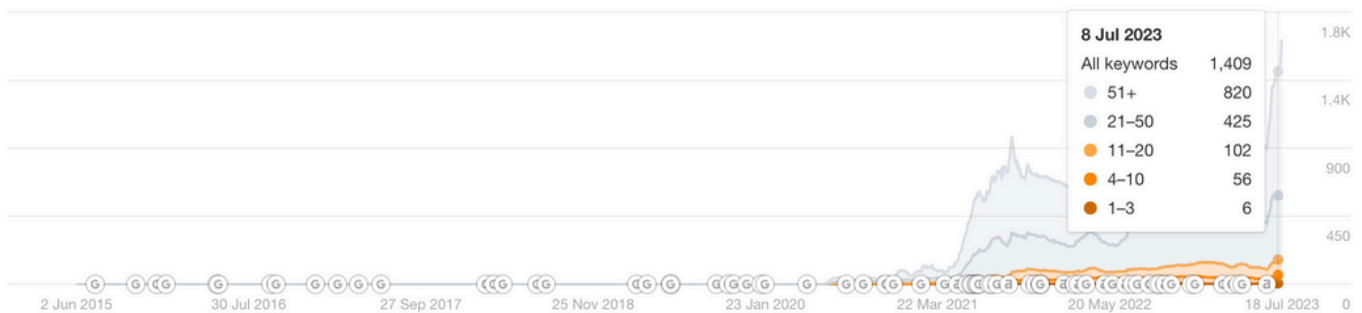 8 Jul 2023
All keywords 1,409
51+ 820
21–50 425
11–20 102
4–10 56
1–3 6
1.8K
1.4K
900
450
0
2 Jun 2015 30 Jul 2016 27 Sep 2017 25 Nov 2018 23 Jan 2020 22 Mar 2021 20 May 2022 18 Jul 2023